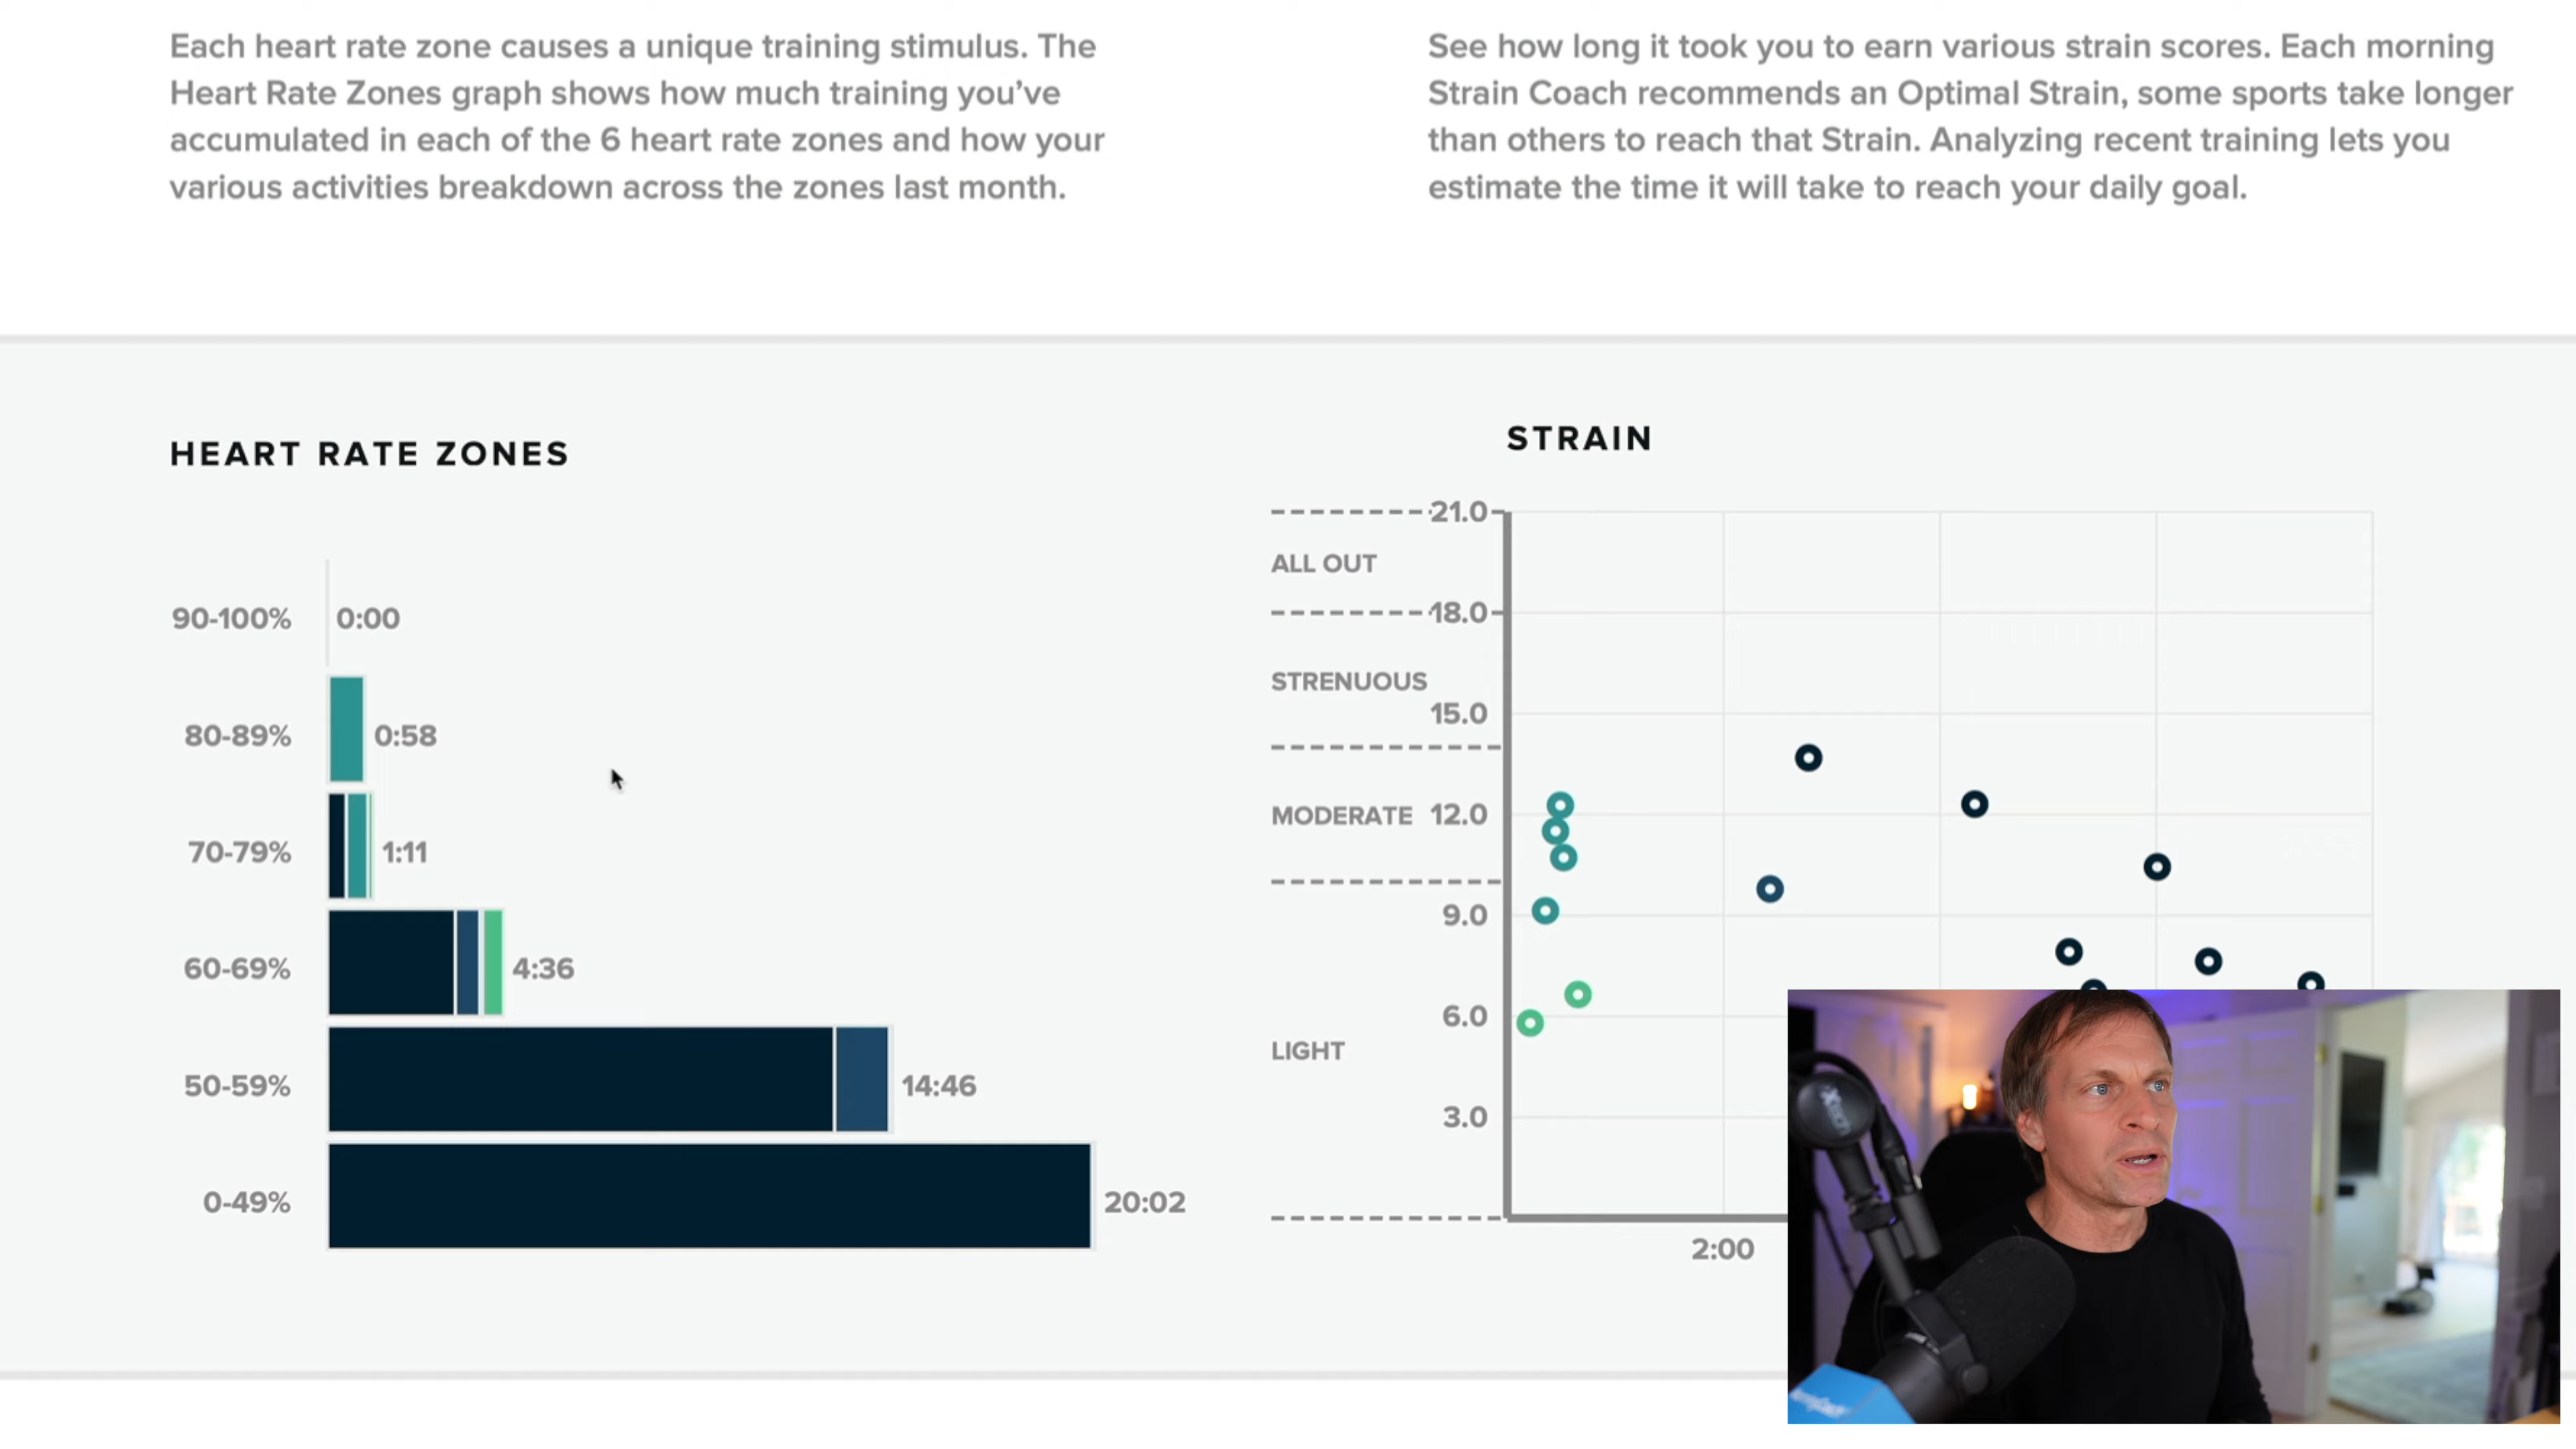 Each heart rate zone causes a unique training stimulus. The
Heart Rate Zones graph shows how much training you've
accumulated in each of the 6 heart rate zones and how your
various activities breakdown across the zones last month.
See how long it took you to earn various strain scores. Each morning
Strain Coach recommends an Optimal Strain, some sports take longer
than others to reach that Strain. Analyzing recent training lets you
estimate the time it will take to reach your daily goal.
HEART RATE ZONES
90-100% 0:00
80-89% 0:58
70-79% 1:11
60-69% 4:36
50-59% 14:46
0-49% 20:02
STRAIN
21.0
ALL OUT
18.0
STRENUOUS
15.0
MODERATE 12.0
9.0
6.0
LIGHT
3.0
2:00